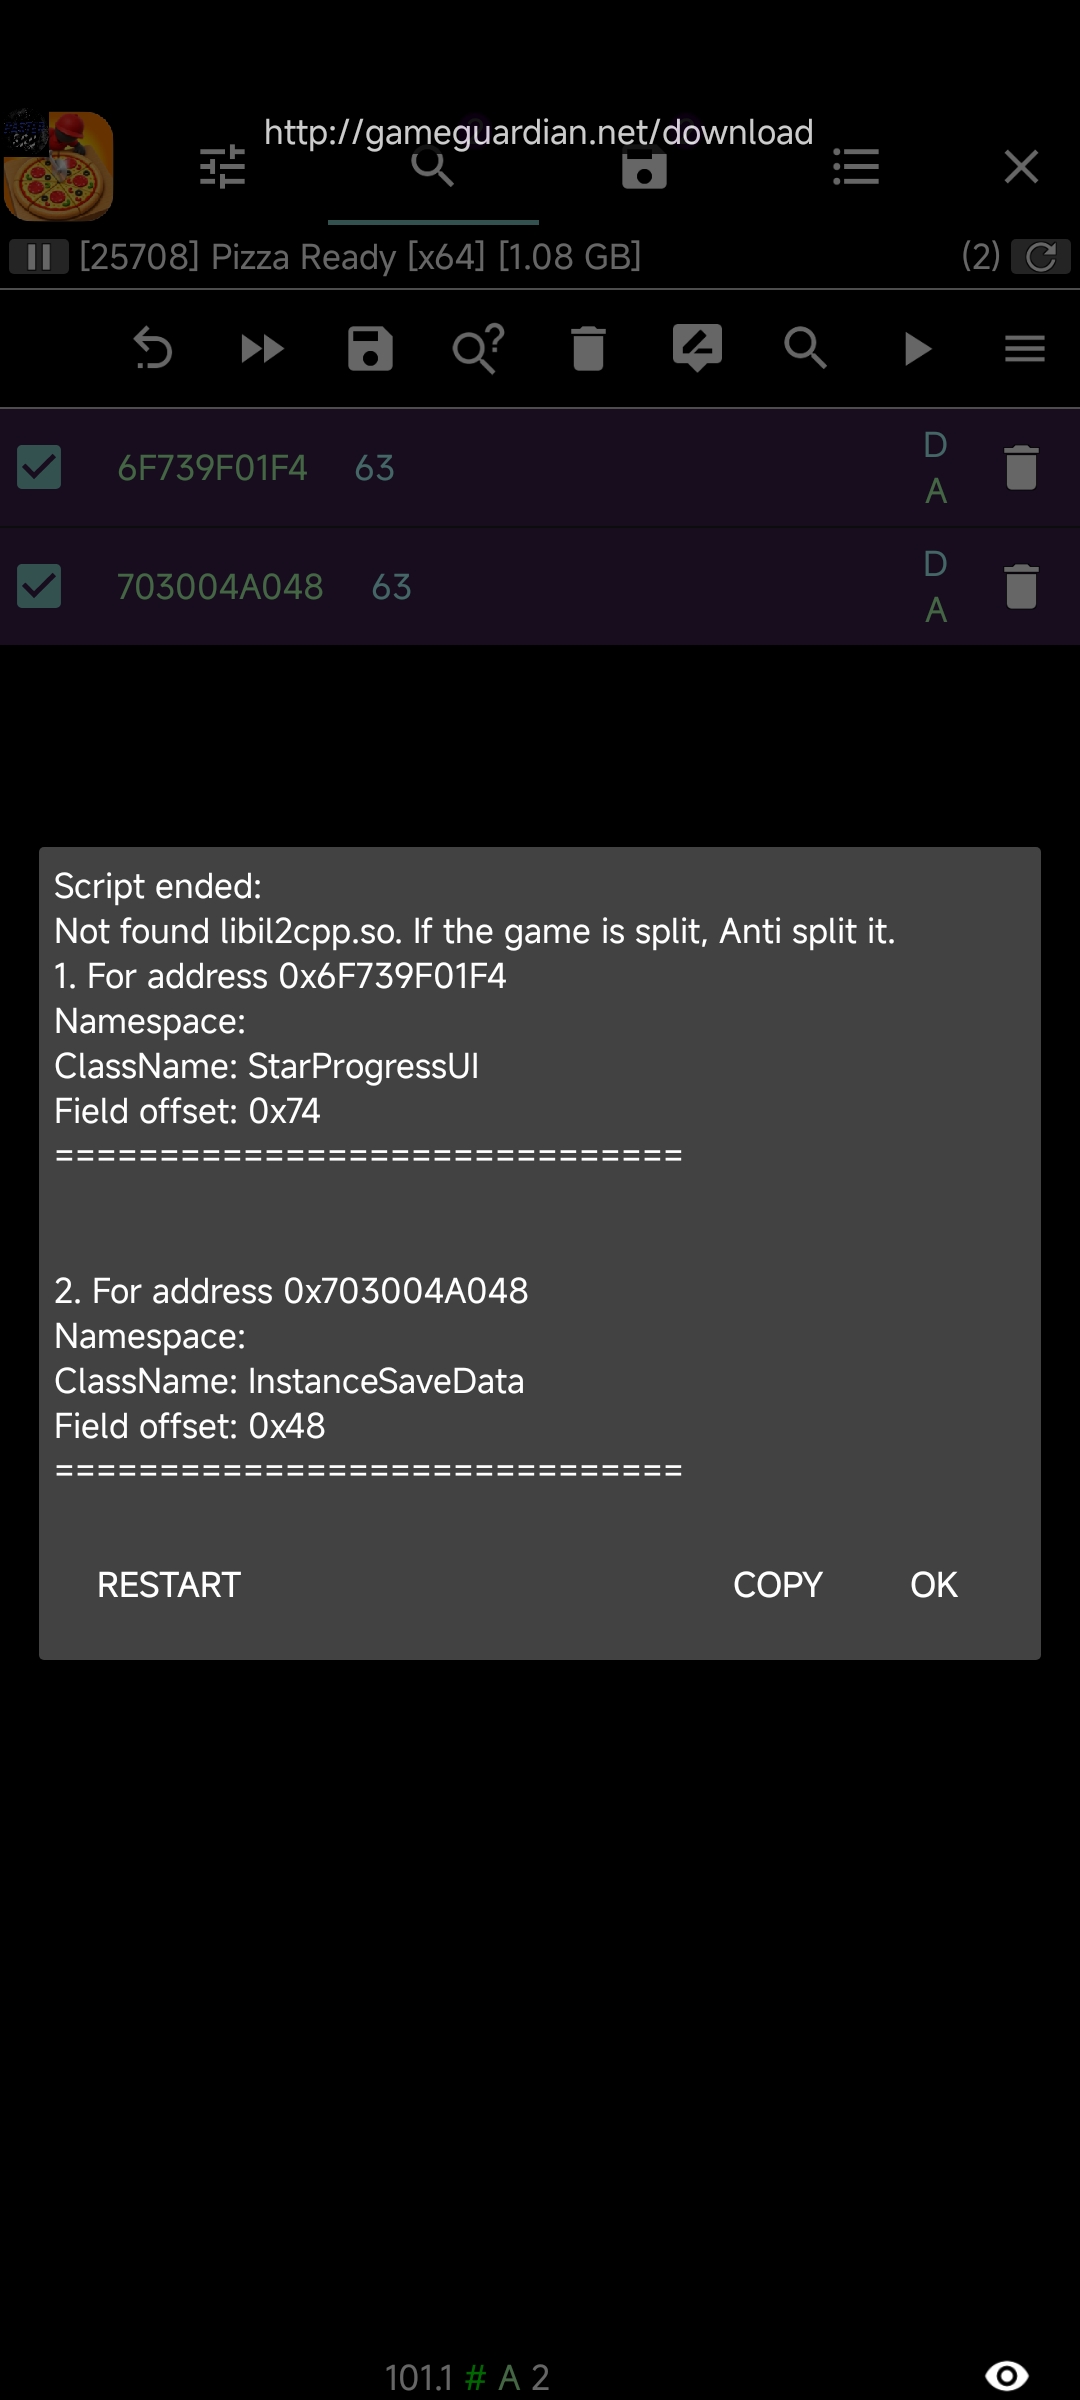 http://gameguardian.net/download
[25708] Pizza Ready [x64] [1.08 GB] (2)
6F739F01F4 63 D
A
703004A048 63 D
A
Script ended:
Not found libil2cpp.so. If the game is split, Anti split it.
1. For address 0x6F739F01F4
Namespace:
ClassName: StarProgressUI
Field offset: 0x74
==============================
2. For address 0x703004A048
Namespace:
ClassName: InstanceSaveData
Field offset: 0x48
==============================
RESTART COPY OK
101.1 # A 2